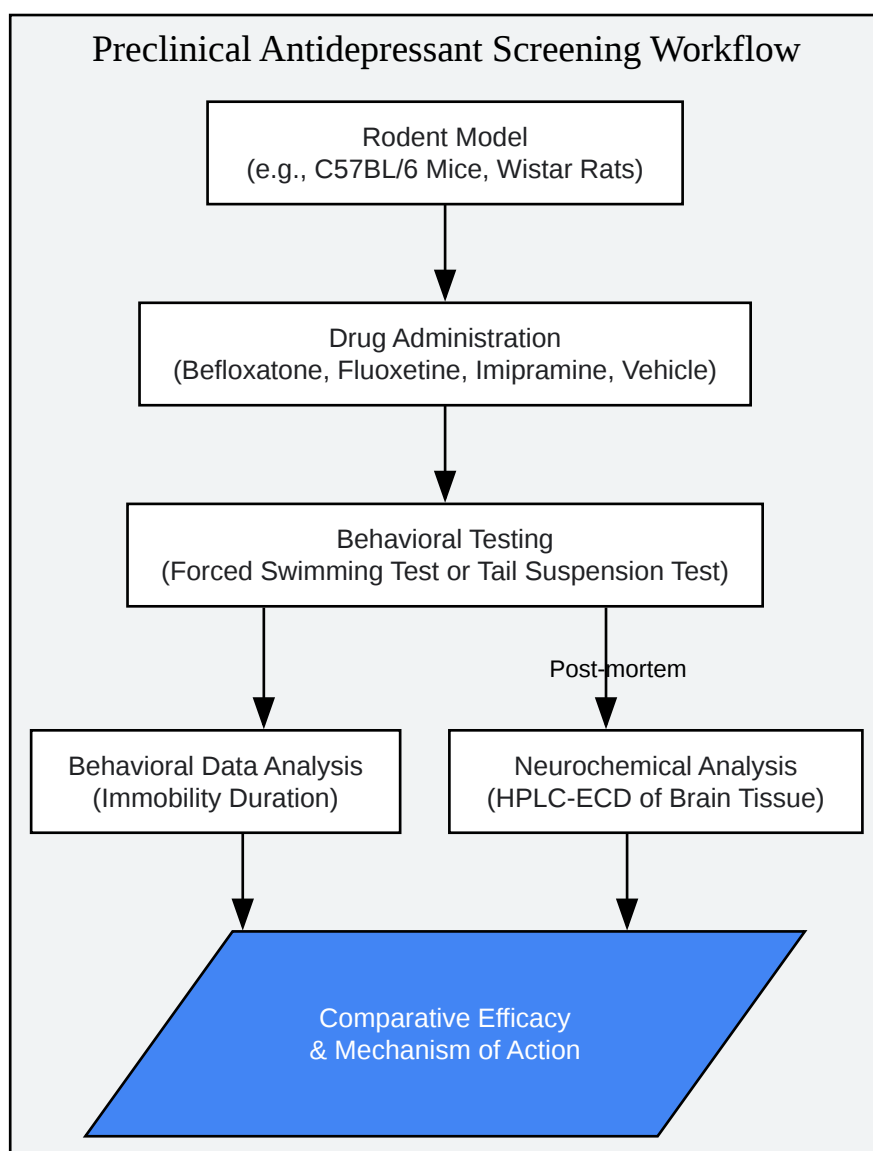 Preclinical Antidepressant Screening Workflow
Rodent Model
(e.g., C57BL/6 Mice, Wistar Rats)
Drug Administration
(Befloxatone, Fluoxetine, Imipramine, Vehicle)
Behavioral Testing
(Forced Swimming Test or Tail Suspension Test)
Post-mortem
Behavioral Data Analysis
(Immobility Duration)
Neurochemical Analysis
(HPLC-ECD of Brain Tissue)
Comparative Efficacy
& Mechanism of Action